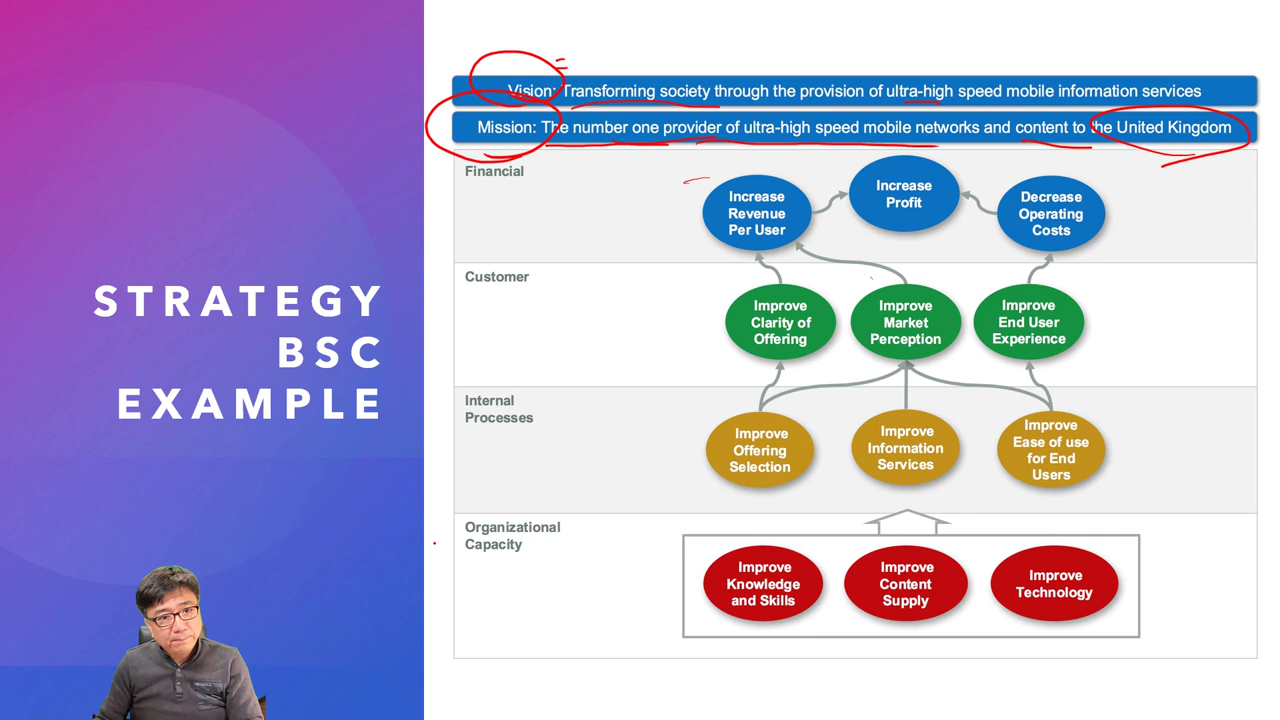 STRATEGY
BSC
EXAMPLE
Vision: Transforming society through the provision of ultra-high speed mobile information services
Mission: The number one provider of ultra-high speed mobile networks and content to the United Kingdom
Financial
Increase
Revenue
Per User
Increase
Profit
Decrease
Operating
Costs
Customer
Improve
Clarity of
Offering
Improve
Market
Perception
Improve
End User
Experience
Internal
Processes
Improve
Offering
Selection
Improve
Information
Services
Improve
Ease of use
for End
Users
Organizational
Capacity
Improve
Knowledge
and Skills
Improve
Content
Supply
Improve
Technology